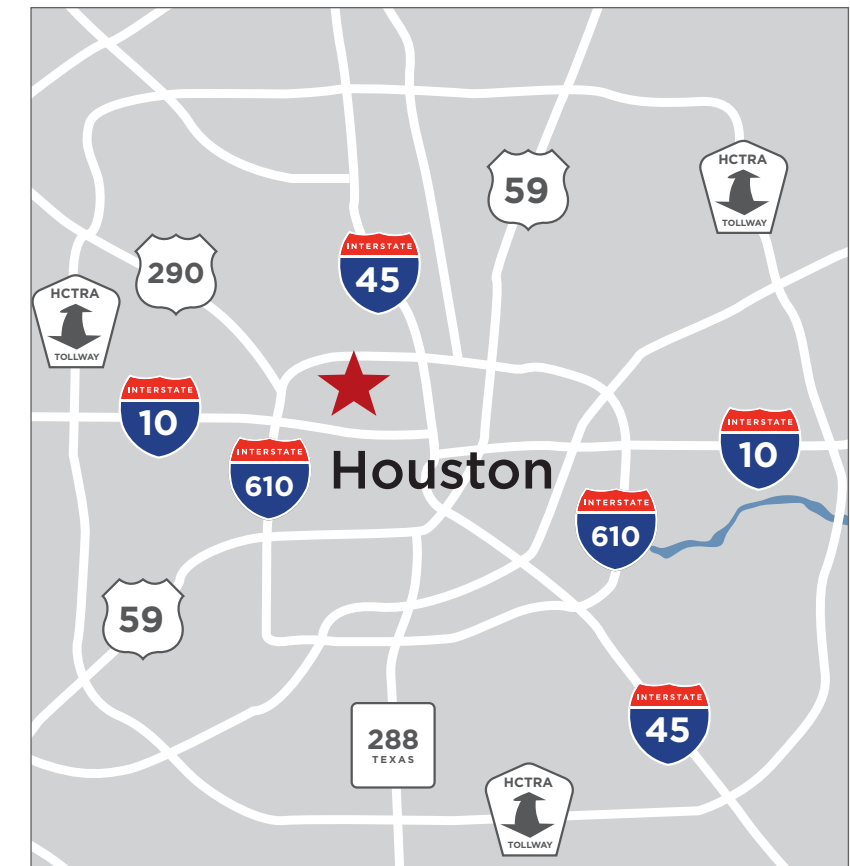 HCTRA
TOLLWAY
59
INTERSTATE
45
290
HCTRA
TOLLWAY
INTERSTATE
10
INTERSTATE
10
INTERSTATE
610
Houston
INTERSTATE
610
59
INTERSTATE
45
288
TEXAS
HCTRA
TOLLWAY